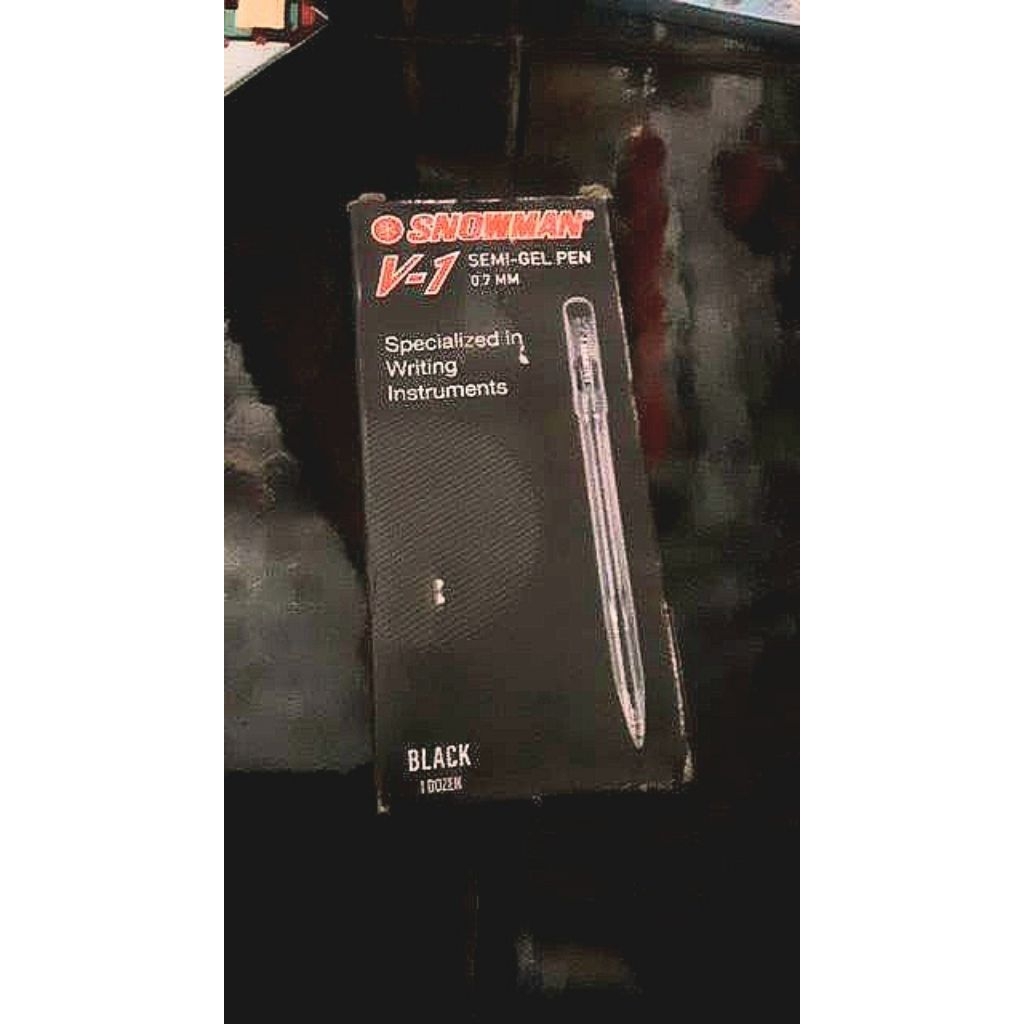 SNOWMAN®
V-1 SEMI-GEL PEN
0.7 MM
Specialized in
Writing
Instruments
BLACK
1 DOZEN